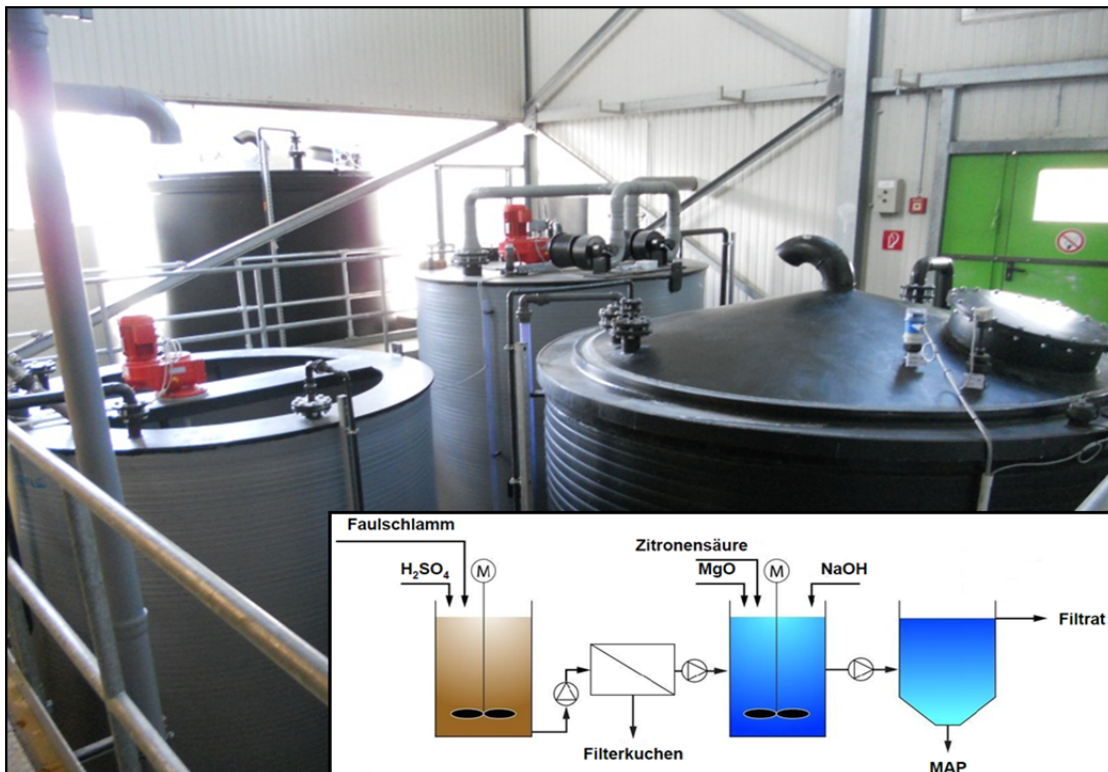 Faulschlamm
H₂SO₄
M
Zitronensäure
MgO
M
NaOH
Filtrat
Filterkuchen
MAP